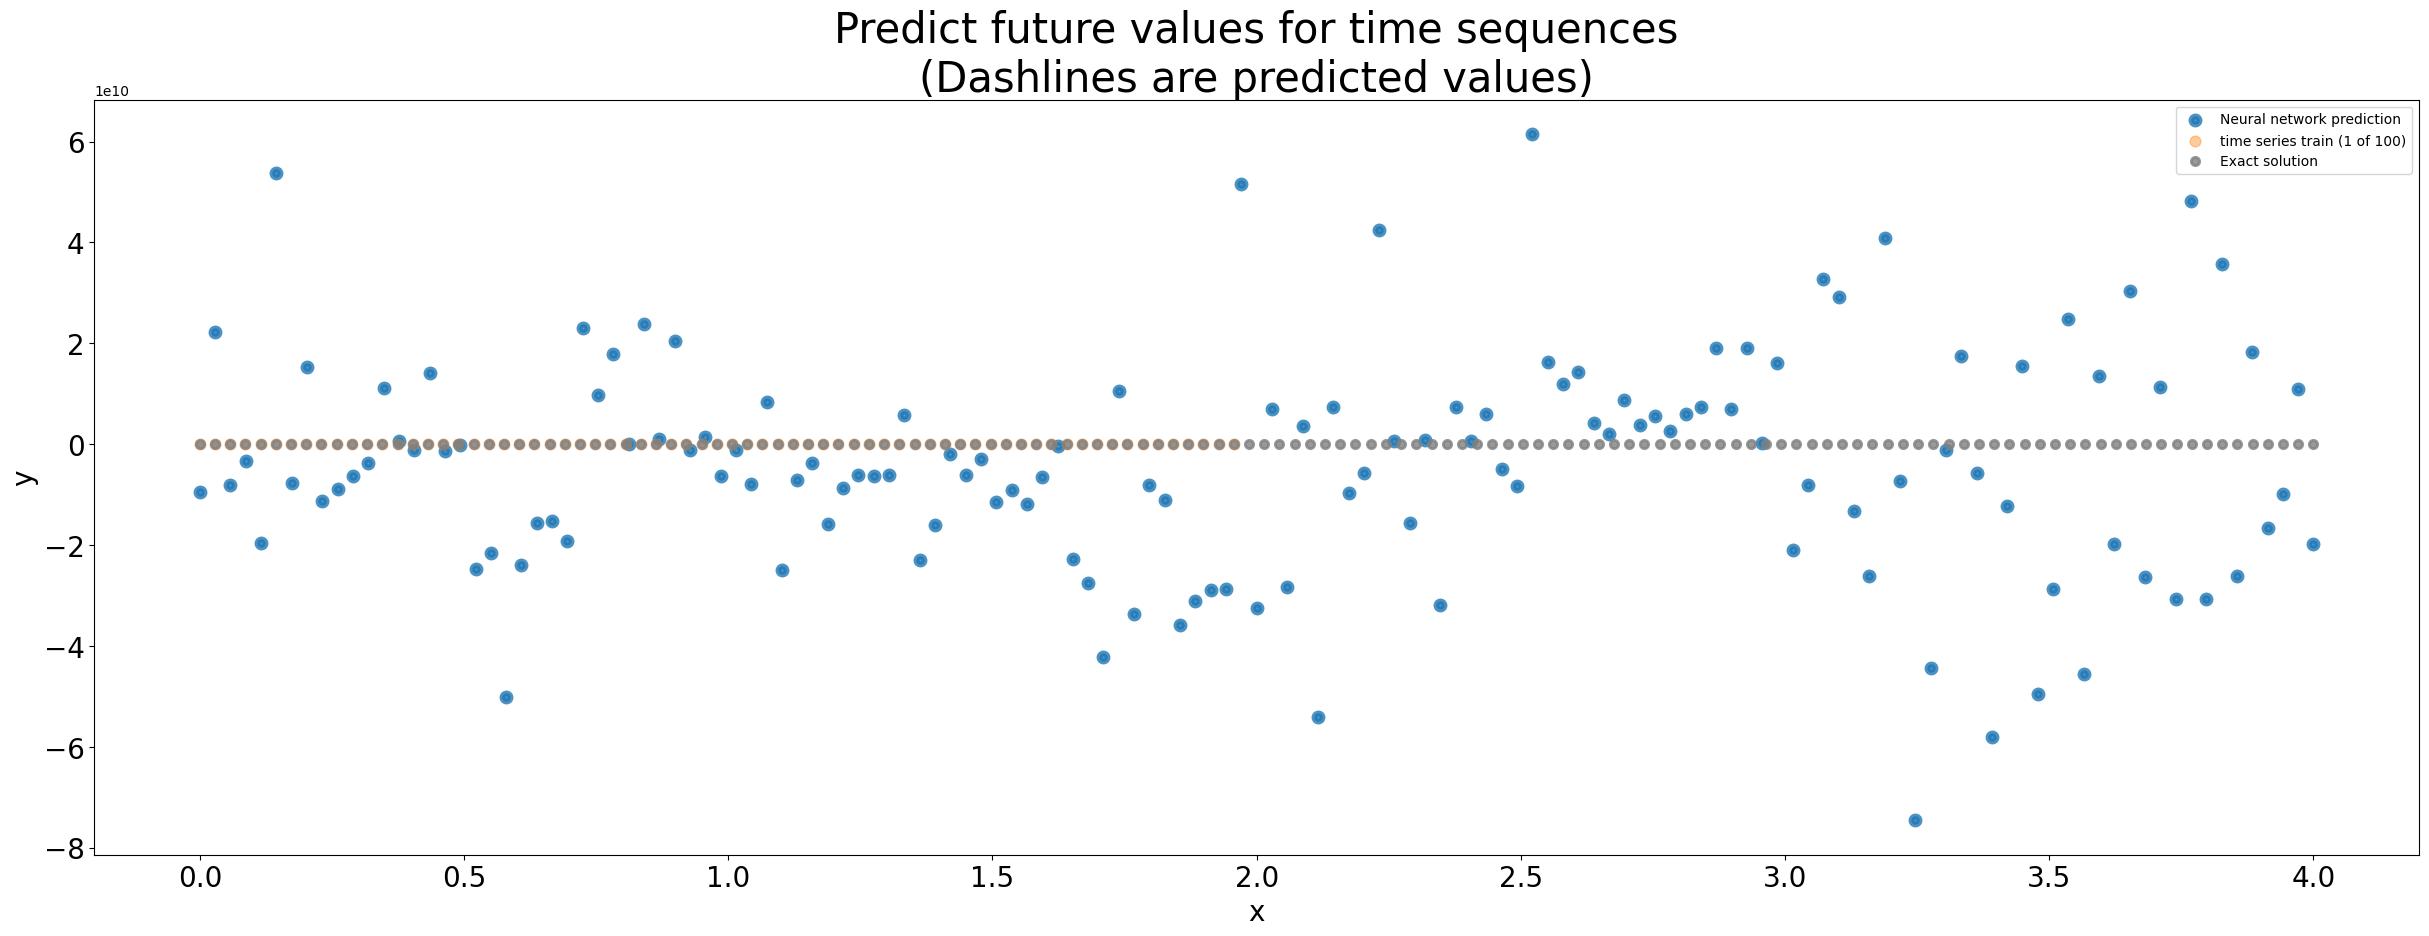 Predict future values for time sequences
(Dashlines are predicted values)
1e10
Neural network prediction
time series train (1 of 100)
Exact solution
6
4
2
0
−2
−4
−6
−8
y
0.0 0.5 1.0 1.5 2.0 2.5 3.0 3.5 4.0
x